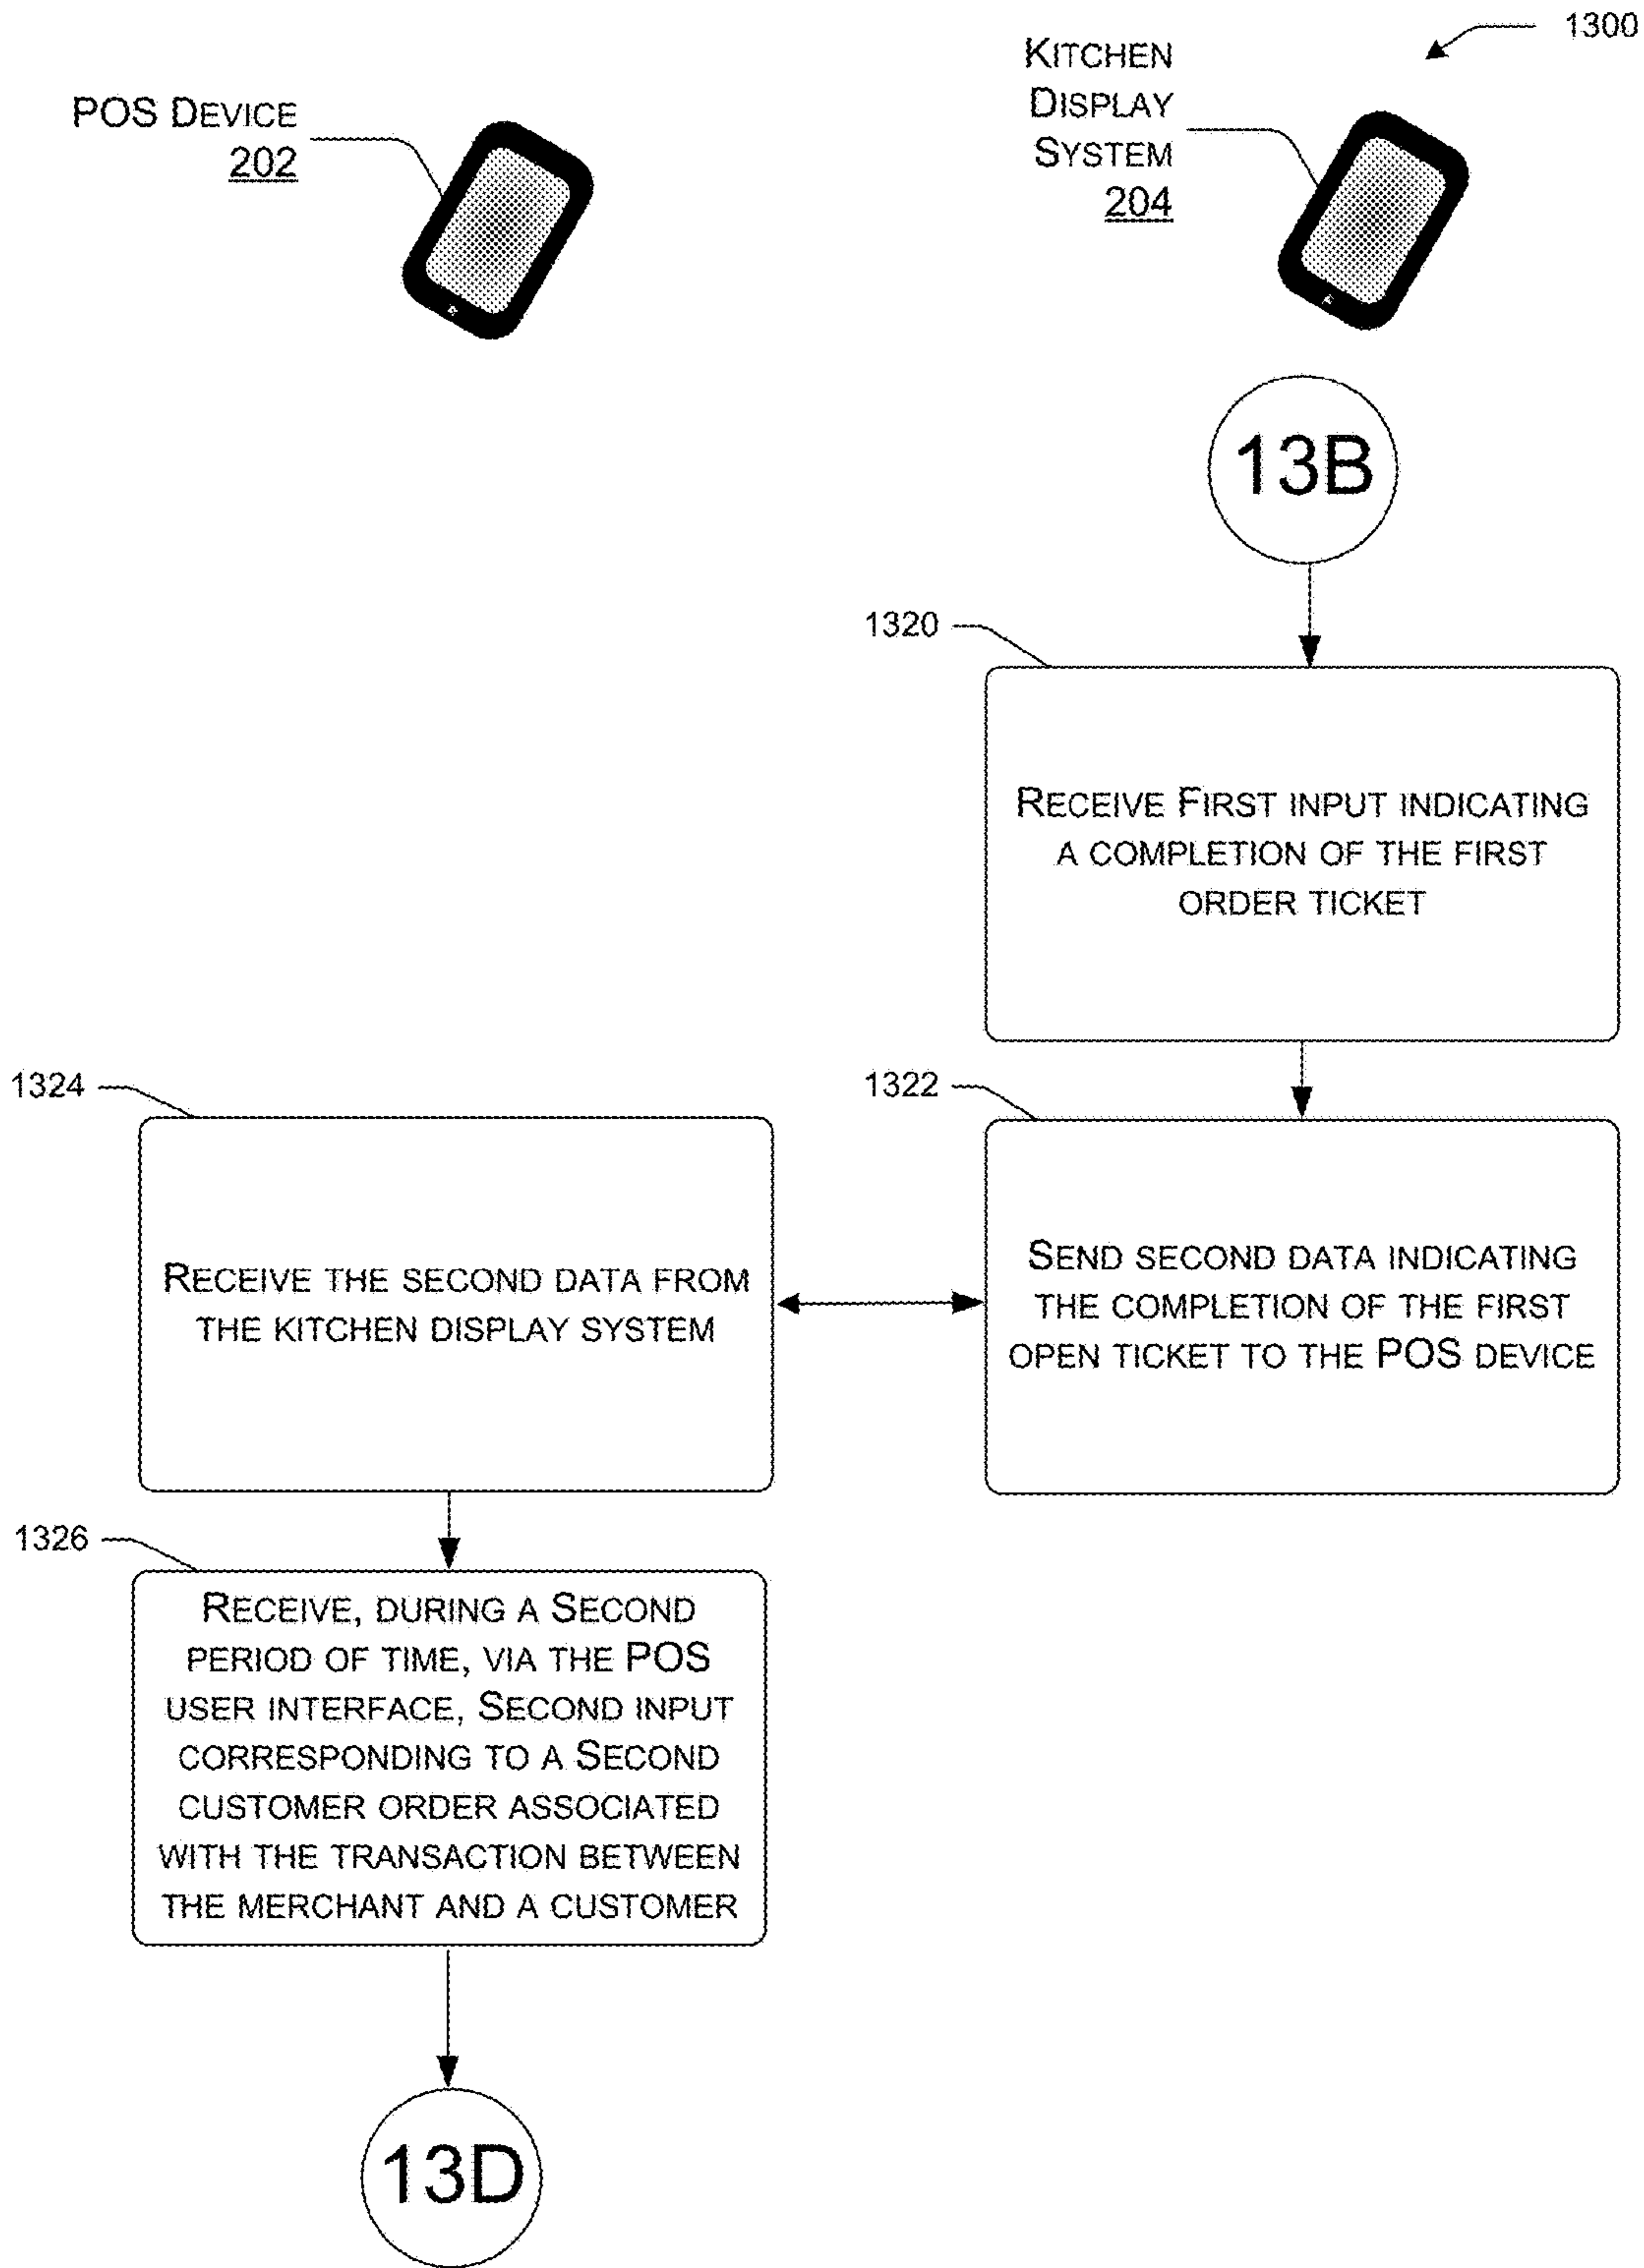 1300
POS DEVICE
202
KITCHEN
DISPLAY
SYSTEM
204
13B
1320
RECEIVE FIRST INPUT INDICATING
A COMPLETION OF THE FIRST
ORDER TICKET
1324
RECEIVE THE SECOND DATA FROM
THE KITCHEN DISPLAY SYSTEM
1322
SEND SECOND DATA INDICATING
THE COMPLETION OF THE FIRST
OPEN TICKET TO THE POS DEVICE
1326
RECEIVE, DURING A SECOND
PERIOD OF TIME, VIA THE POS
USER INTERFACE, SECOND INPUT
CORRESPONDING TO A SECOND
CUSTOMER ORDER ASSOCIATED
WITH THE TRANSACTION BETWEEN
THE MERCHANT AND A CUSTOMER
13D